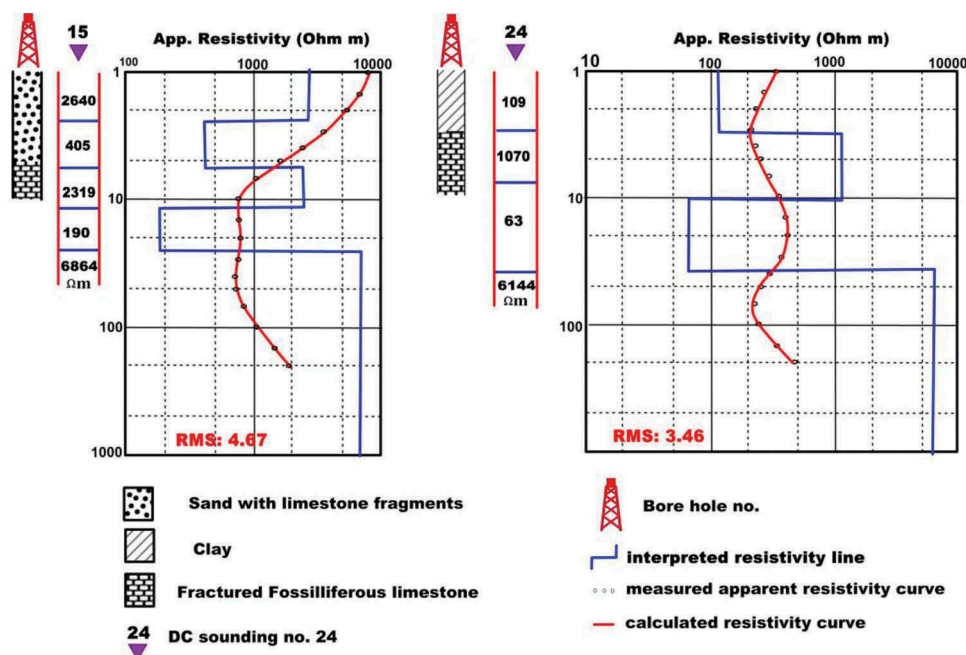 15
App. Resistivity (Ohm m)
100
1000
10000
1
10
100
1000
2640
405
2319
190
6864
Ωm
RMS: 4.67
24
App. Resistivity (Ohm m)
10
100
1000
10000
1
10
100
109
1070
63
6144
Ωm
RMS: 3.46
Sand with limestone fragments
Clay
Fractured Fossilliferous limestone
24 DC sounding no. 24
Bore hole no.
interpreted resistivity line
measured apparent resistivity curve
calculated resistivity curve